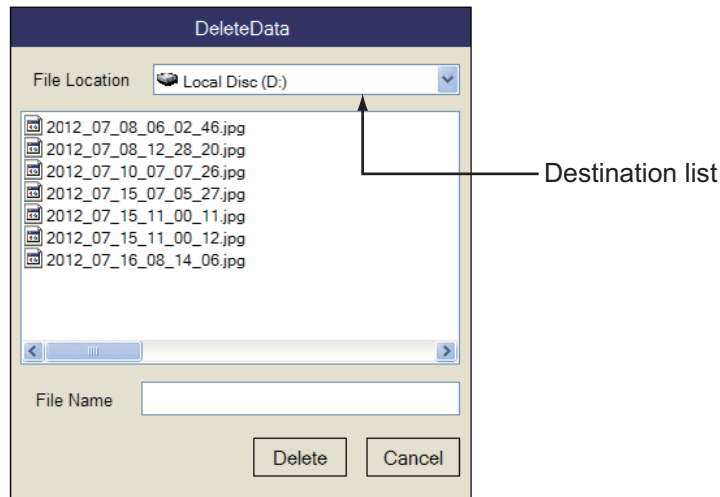 DeleteData
File Location
Local Disc (D:)
2012_07_08_06_02_46.jpg
2012_07_08_12_28_20.jpg
2012_07_10_07_07_26.jpg
2012_07_15_07_05_27.jpg
2012_07_15_11_00_11.jpg
2012_07_15_11_00_12.jpg
2012_07_16_08_14_06.jpg
Destination list
File Name
Delete
Cancel